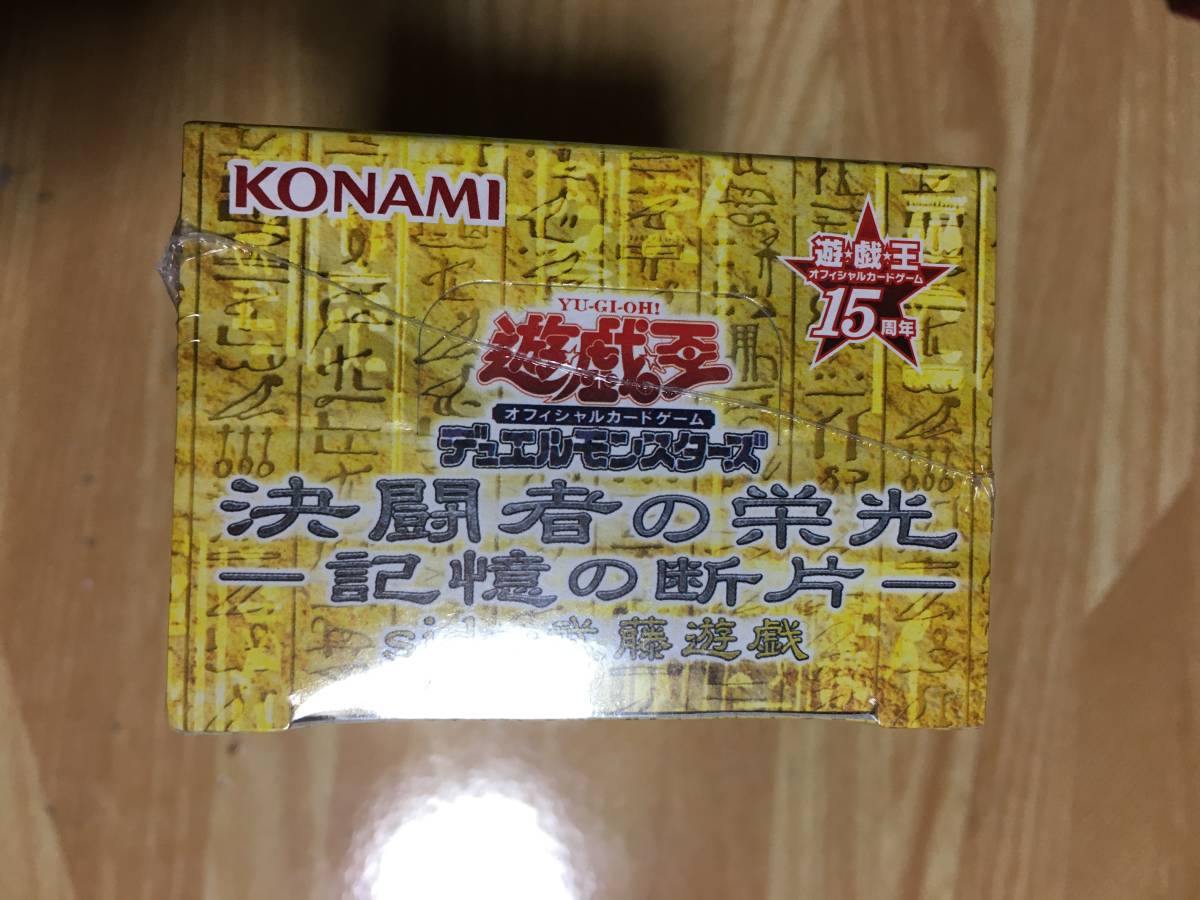 KONAMI
遊☆戯☆王
オフィシャルカードゲーム
15周年
YU-GI-OH!
遊☆戯☆王
オフィシャルカードゲーム
デュエルモンスターズ
決闘者の栄光
―記憶の断片―
藤遊戯